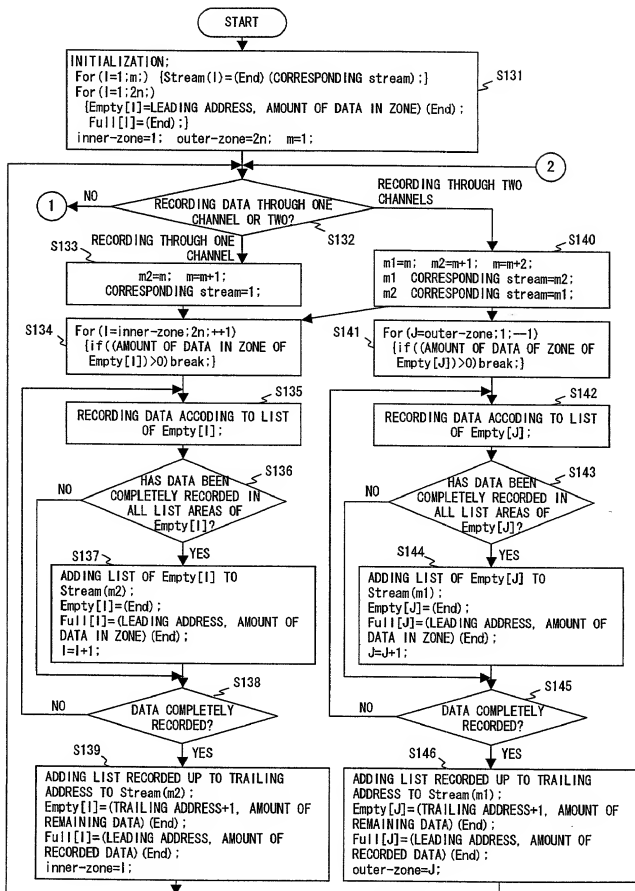 START
INITIALIZATION;
For(I=1;m;) {Stream(I)=(End)(CORRESPONDING stream);}
For(I=1;2n;)
{Empty[I]=LEADING ADDRESS, AMOUNT OF DATA IN ZONE)(End);
Full[I]=(End);}
inner-zone=1; outer-zone=2n; m=1;
S131
2
1
NO
RECORDING DATA THROUGH ONE
CHANNEL OR TWO?
RECORDING THROUGH TWO
CHANNELS
S132
S133
RECORDING THROUGH ONE
CHANNEL
m2=m; m=m+1;
CORRESPONDING stream=1;
S140
m1=m; m2=m+1; m=m+2;
m1 CORRESPONDING stream=m2;
m2 CORRESPONDING stream=m1;
S134
For(I=inner-zone;2n;++1)
{if((AMOUNT OF DATA IN ZONE OF
Empty[I])>0)break;}
S141
For(J=outer-zone;1;--1)
{if((AMOUNT OF DATA OF ZONE OF
Empty[J])>0)break;}
S135
RECORDING DATA ACCODING TO LIST
OF Empty[I];
S142
RECORDING DATA ACCODING TO LIST
OF Empty[J];
S136
NO
HAS DATA BEEN
COMPLETELY RECORDED IN
ALL LIST AREAS OF
Empty[I]?
YES
S143
NO
HAS DATA BEEN
COMPLETELY RECORDED IN
ALL LIST AREAS OF
Empty[J]?
YES
S137
ADDING LIST OF Empty[I] TO
Stream(m2);
Empty[I]=(End);
Full[I]=(LEADING ADDRESS, AMOUNT OF
DATA IN ZONE)(End);
I=I+1;
S144
ADDING LIST OF Empty[J] TO
Stream(m1);
Empty[J]=(End);
Full[J]=(LEADING ADDRESS, AMOUNT OF
DATA IN ZONE)(End);
J=J+1;
S138
NO
DATA COMPLETELY
RECORDED?
YES
S145
NO
DATA COMPLETELY
RECORDED?
YES
S139
ADDING LIST RECORDED UP TO TRAILING
ADDRESS TO Stream(m2);
Empty[I]=(TRAILING ADDRESS+1, AMOUNT OF
REMAINING DATA)(End);
Full[I]=(LEADING ADDRESS, AMOUNT OF
RECORDED DATA)(End);
inner-zone=I;
S146
ADDING LIST RECORDED UP TO TRAILING
ADDRESS TO Stream(m1);
Empty[J]=(TRAILING ADDRESS+1, AMOUNT OF
REMAINING DATA)(End);
Full[J]=(LEADING ADDRESS, AMOUNT OF
RECORDED DATA)(End);
outer-zone=J;